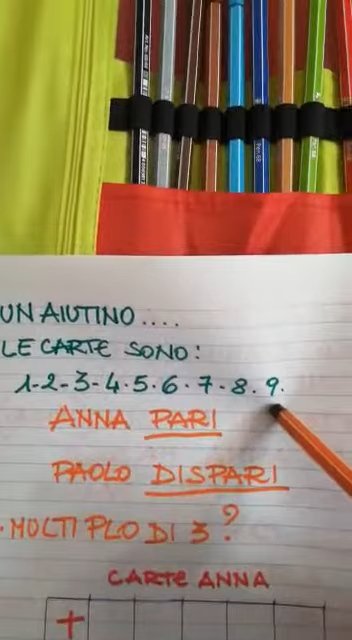 UN AIUTINO....
LE CARTE SONO:
1-2-3-4.5.6.7-8.9.
ANNA PARI
PAOLO DISPARI
. MULTIPLO DI 3?
CARTE ANNA
+